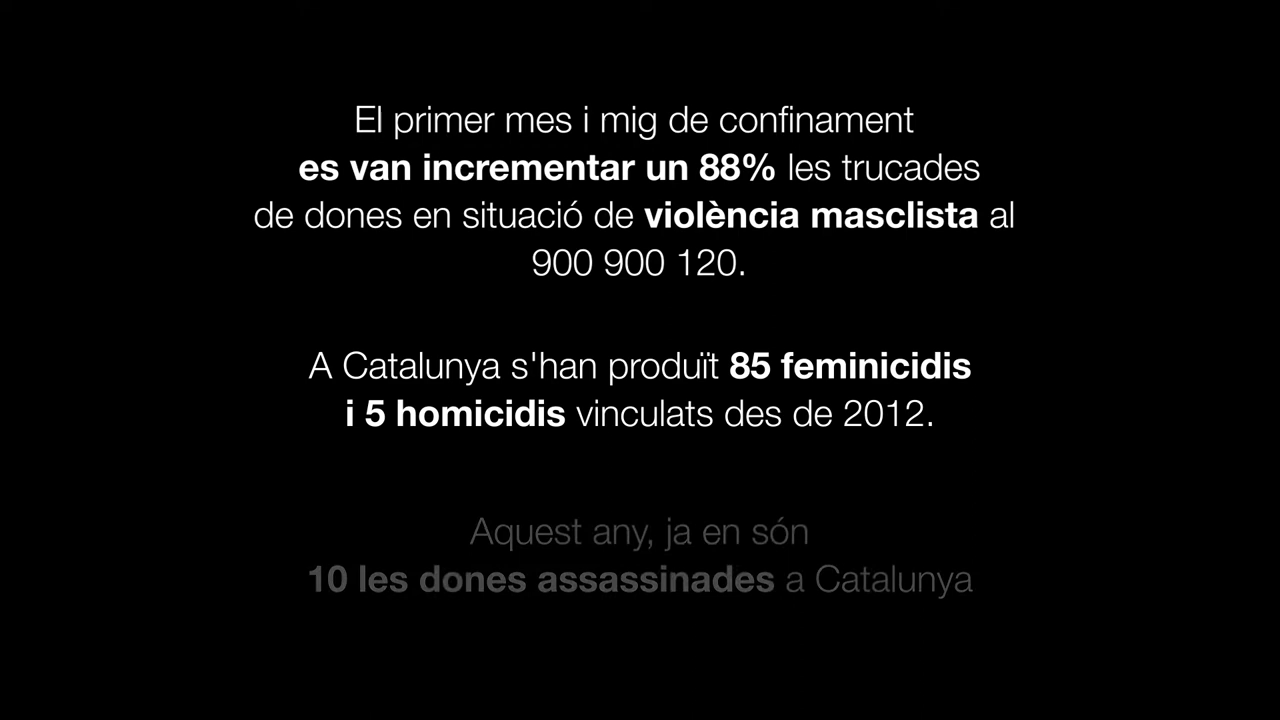 El primer mes i mig de confinament
es van incrementar un 88% les trucades
de dones en situació de violència masclista al
900 900 120.
A Catalunya s'han produït 85 feminicidis
i 5 homicidis vinculats des de 2012.
Aquest any, ja en són
10 les dones assassinades a Catalunya